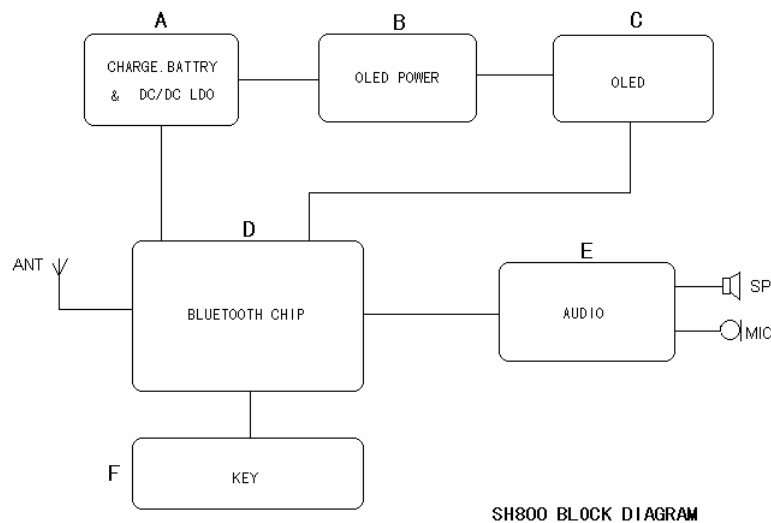 A
B
C
CHARGE.BATTRY
& DC/DC LDO
OLED POWER
OLED
D
E
ANT
BLUETOOTH CHIP
AUDIO
SP
MIC
F
KEY
SH800 BLOCK DIAGRAM